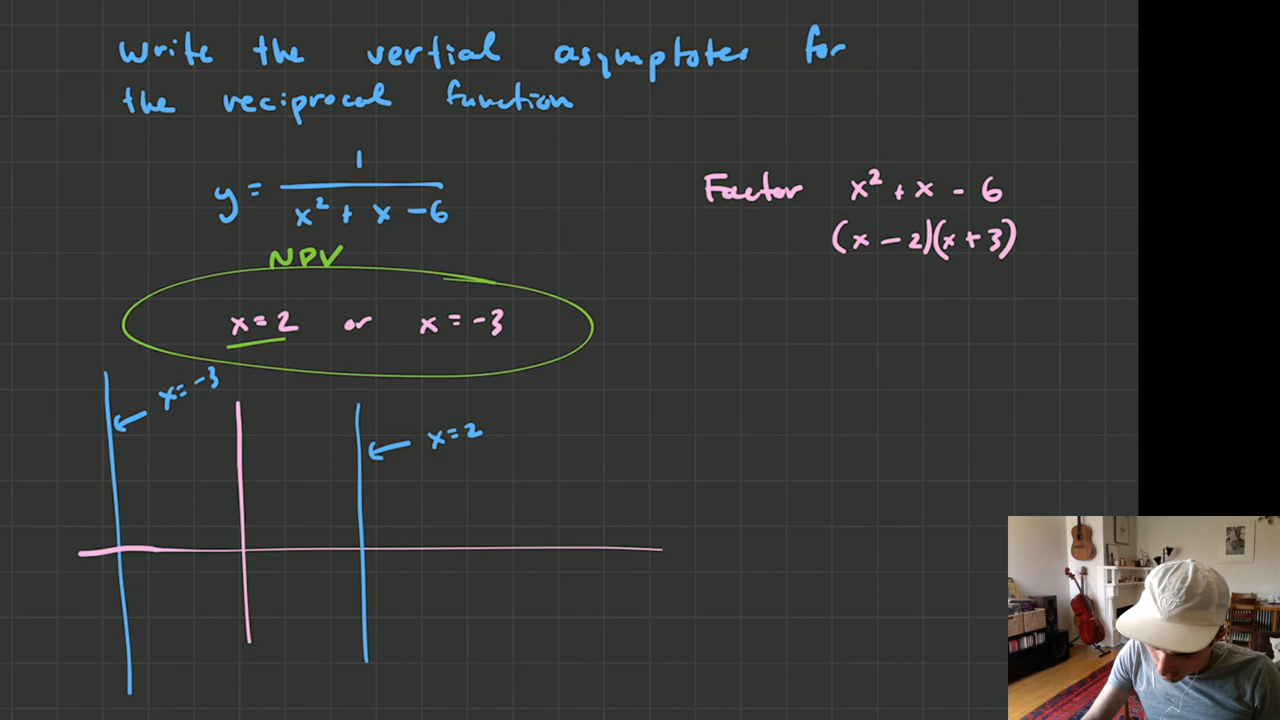 Write the vertial asymptotes for
the reciprocal function
y = 1 / (x² + x - 6)
Factor x² + x - 6
(x - 2)(x + 3)
NPV
x = 2 or x = -3
x = -3
x = 2